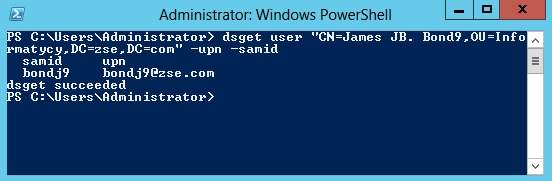 Administrator: Windows PowerShell
PS C:\Users\Administrator> dsget user "CN=James JB. Bond9,OU=Info
rmatycy,DC=zse,DC=com" -upn -samid
  samid     upn
  bondj9    bondj9@zse.com
dsget succeeded
PS C:\Users\Administrator>